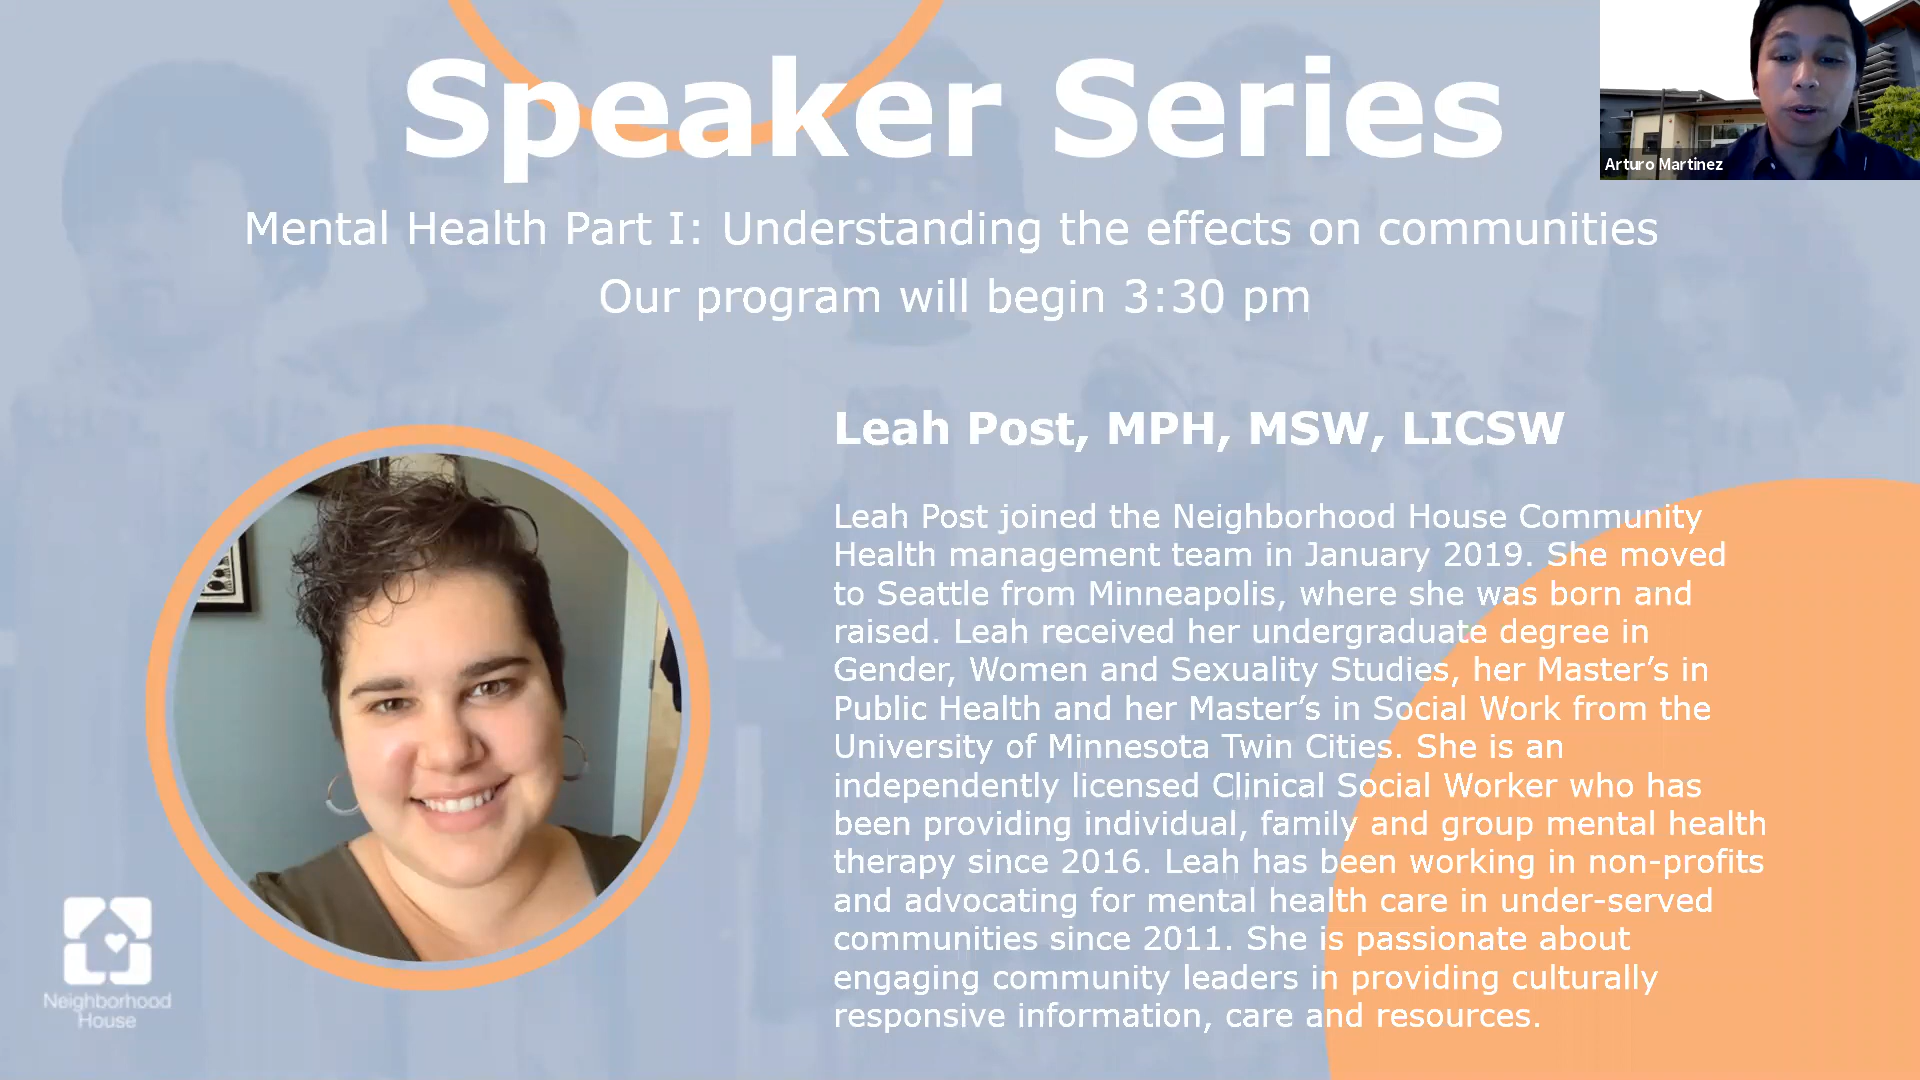 Speaker Series
Arturo Martinez
Mental Health Part I: Understanding the effects on communities
Our program will begin 3:30 pm
Leah Post, MPH, MSW, LICSW
Leah Post joined the Neighborhood House Community
Health management team in January 2019. She moved
to Seattle from Minneapolis, where she was born and
raised. Leah received her undergraduate degree in
Gender, Women and Sexuality Studies, her Master’s in
Public Health and her Master’s in Social Work from the
University of Minnesota Twin Cities. She is an
independently licensed Clinical Social Worker who has
been providing individual, family and group mental health
therapy since 2016. Leah has been working in non-profits
and advocating for mental health care in under-served
communities since 2011. She is passionate about
engaging community leaders in providing culturally
responsive information, care and resources.
Neighborhood
House